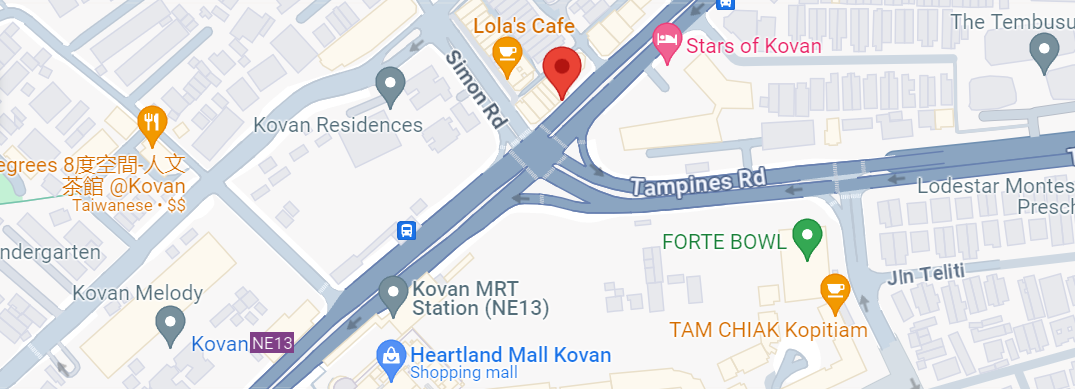 Lola's Cafe
The Tembusu
Stars of Kovan
Simon Rd
Kovan Residences
egrees 8度空間-人文
茶館 @Kovan
Taiwanese • $$
Tampines Rd
Lodestar Montes
Presch
ndergarten
FORTE BOWL
Jln Teliti
Kovan MRT
Station (NE13)
Kovan Melody
Kovan NE13
TAM CHIAK Kopitiam
Heartland Mall Kovan
Shopping mall